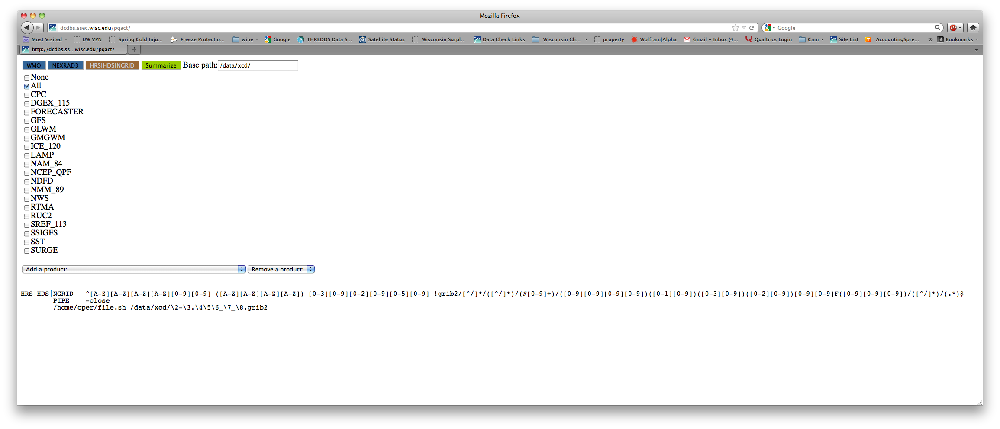 Mozilla Firefox
dcdbs.ssec.wisc.edu/pqact/
Google
Most Visited UW VPN Spring Cold Inju... Freeze Protectio... wine Google THREDDS Data S... Satellite Status Wisconsin Surpl... Data Check Links Wisconsin Cli... property Wolfram|Alpha Gmail - Inbox (4... Qualtrics Login Cam Site List AccountingSpre... » Bookmarks
http://dcdbs.ss...wisc.edu/pqact/ +
WMO NEXRAD3 HRS|HDS|NGRID Summarize Base path: /data/xcd/
None
All
CPC
DGEX_115
FORECASTER
GFS
GLWM
GMGWM
ICE_120
LAMP
NAM_84
NCEP_QPF
NDFD
NMM_89
NWS
RTMA
RUC2
SREF_113
SSIGFS
SST
SURGE
Add a product: Remove a product:
HRS|HDS|NGRID ^[A-Z][A-Z][A-Z][A-Z][0-9][0-9] ([A-Z][A-Z][A-Z][A-Z]) [0-3][0-9][0-2][0-9][0-5][0-9] !grib2/[^/]*/([^/]*)/(#[0-9]+)/([0-9][0-9][0-9][0-9])([0-1][0-9])([0-3][0-9])([0-2][0-9])[0-9][0-9]F([0-9][0-9][0-9])/([^/]*)/(.*)$
PIPE -close
/home/oper/file.sh /data/xcd/\2-\3.\4\5\6_\7_\8.grib2